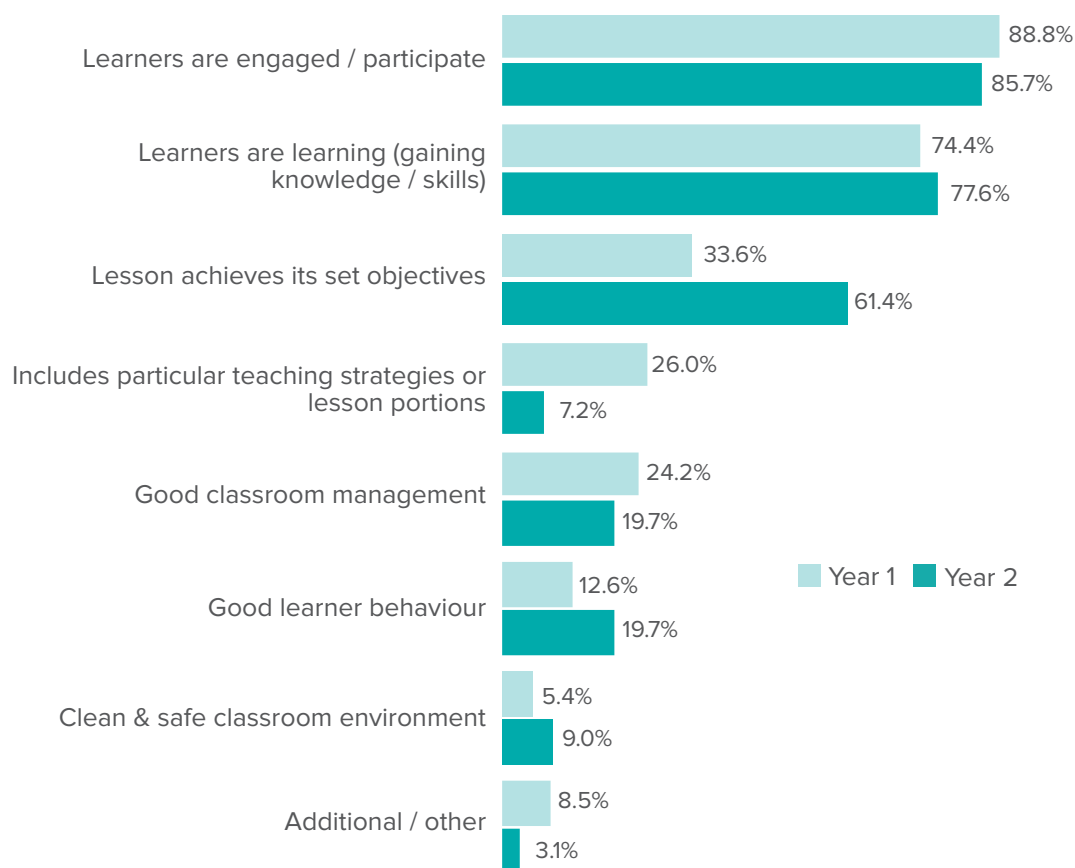 88.8%
Learners are engaged / participate
85.7%
74.4%
Learners are learning (gaining
knowledge / skills)
77.6%
33.6%
Lesson achieves its set objectives
61.4%
26.0%
Includes particular teaching strategies or
lesson portions
7.2%
24.2%
Good classroom management
19.7%
Year 1 Year 2
12.6%
Good learner behaviour
19.7%
5.4%
Clean & safe classroom environment
9.0%
8.5%
Additional / other
3.1%